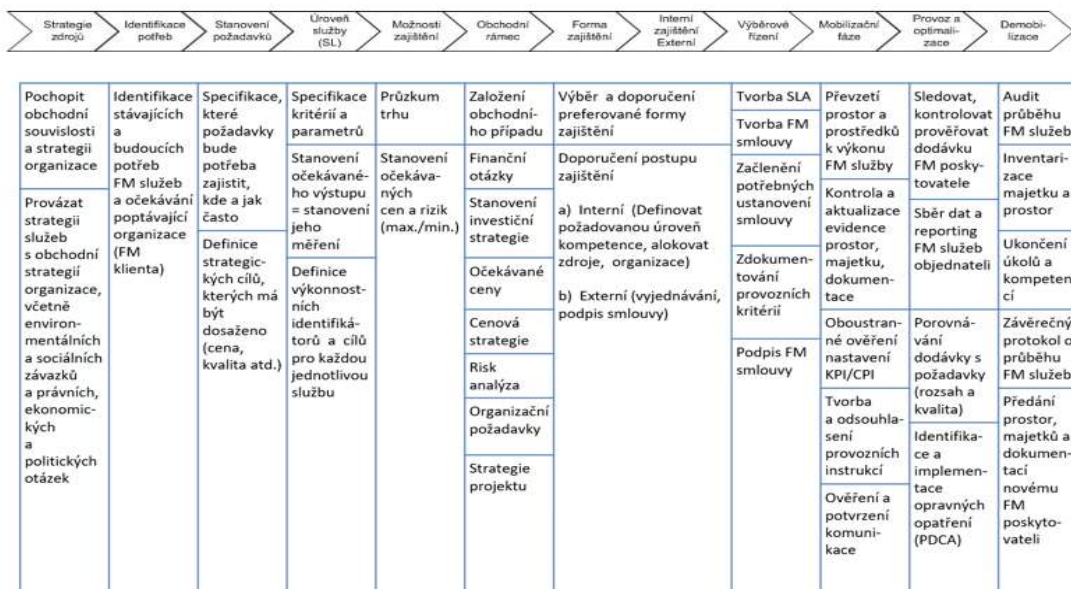 Strategie
zdrojů
Identifikace
potřeb
Stanovení
požadavků
Úroveň
služby
(SL)
Možnosti
zajištění
Obchodní
rámec
Forma
zajištění
Interní
zajištění
Externí
Výběrové
řízení
Mobilizační
fáze
Provoz a
optimali-
zace
Demobi-
lizace
Pochopit
obchodní
souvislosti
a strategii
organizace
Provázat
strategii
služeb
s obchodní
strategií
organizace,
včetně
environ-
mentálních
a sociálních
závazků
a právních,
ekonomic-
kých
a
politických
otázek
Identifikace
stávajících
a
budoucích
potřeb
FM služeb
a očekávání
poptávající
organizace
(FM
klienta)
Specifikace,
které
požadavky
bude
potřeba
zajistit,
kde a jak
často
Definice
strategic-
kých cílů,
kterých má
být
dosaženo
(cena,
kvalita atd.)
Specifikace
kritérií a
parametrů
Stanovení
očekávané-
ho výstupu
= stanovení
jeho
měření
Definice
výkonnost-
ních
identifiká-
torů a cílů
pro každou
jednotlivou
službu
Průzkum
trhu
Stanovení
očekáva-
ných
cen a rizik
(max./min.)
Založení
obchodní-
ho případu
Finanční
otázky
Stanovení
investiční
strategie
Očekávané
ceny
Cenová
strategie
Risk
analýza
Organizační
požadavky
Strategie
projektu
Výběr a doporučení
preferované formy
zajištění
Doporučení postupu
zajištění
a) Interní (Definovat
požadovanou úroveň
kompetence, alokovat
zdroje, organizace)
b) Externí (vyjednávání,
podpis smlouvy)
Tvorba SLA
Tvorba FM
smlouvy
Začlenění
potřebných
ustanovení
smlouvy
Zdokumen-
tování
provozních
kritérií
Podpis FM
smlouvy
Převzetí
prostor a
prostředků
k výkonu
FM služby
Kontrola a
aktualizace
evidence
prostor,
majetku,
dokumen-
tace
Oboustran-
né ověření
nastavení
KPI/CPI
Tvorba
a odsouhla-
sení
provozních
instrukcí
Ověření a
potvrzení
komuni-
kace
Sledovat,
kontrolovat
prověřovat
dodávku
FM posky-
tovatele
Sběr dat a
reporting
FM služeb
objednateli
Porovná-
vání
dodávky s
požadavky
(rozsah a
kvalita)
Identifika-
ce a
implemen-
tace
opravných
opatření
(PDCA)
Audit
průběhu
FM služeb
Inventari-
zace
majetku a
prostor
Ukončení
úkolů a
kompeten
cí
Závěrečný
protokol o
průběhu
FM služeb
Předání
prostor,
majetků a
dokumen-
tací
novému
FM
poskyto-
vateli